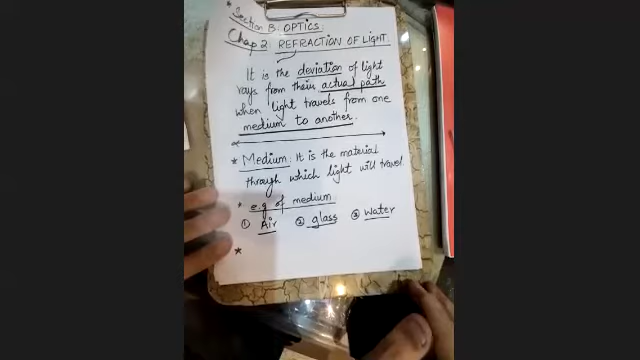 * Section B: OPTICS.
Chap 2 REFRACTION OF LIGHT.
It is the deviation of light
rays from their actual path
when light travels from one
medium to another.
* Medium: It is the material
through which light will travel.
* e.g of medium
① Air ② glass ③ Water
*